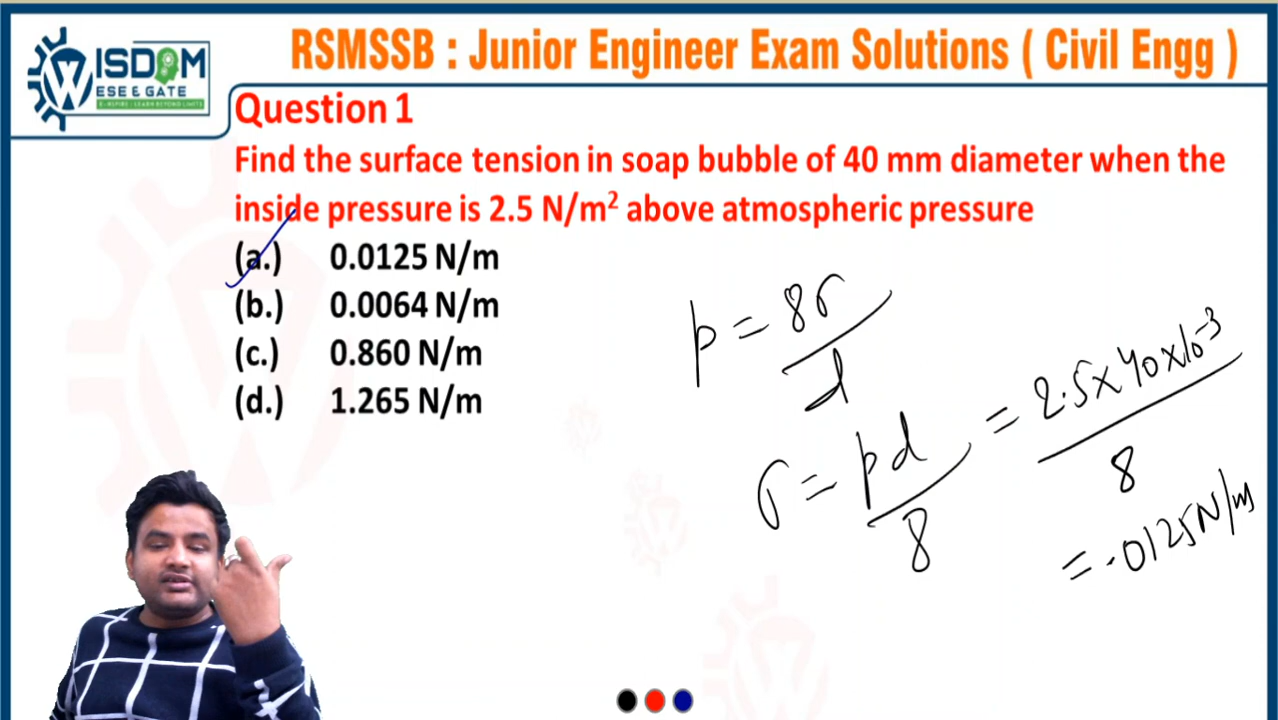 RSMSSB : Junior Engineer Exam Solutions ( Civil Engg )
WISDOM
ESE & GATE
Question 1
Find the surface tension in soap bubble of 40 mm diameter when the
inside pressure is 2.5 N/m² above atmospheric pressure
(a.) 0.0125 N/m
(b.) 0.0064 N/m
(c.) 0.860 N/m
(d.) 1.265 N/m
p = 8σ/d
σ = pd/8 = 2.5×40×10⁻³/8
= .0125N/m